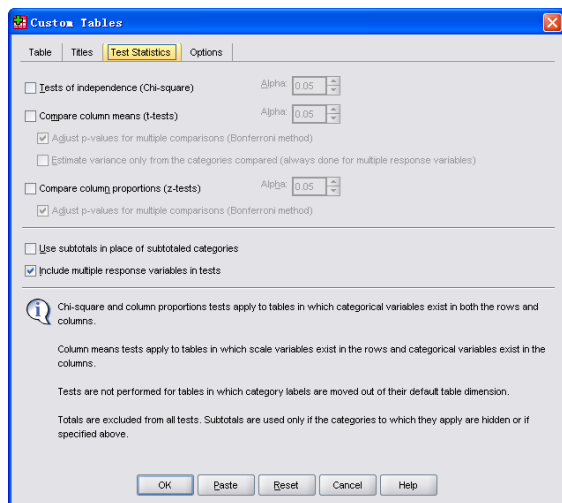 Custom Tables
Table Titles Test Statistics Options
Tests of independence (Chi-square) Alpha: 0.05
Compare column means (t-tests) Alpha: 0.05
Adjust p-values for multiple comparisons (Bonferroni method)
Estimate variance only from the categories compared (always done for multiple response variables)
Compare column proportions (z-tests) Alpha: 0.05
Adjust p-values for multiple comparisons (Bonferroni method)
Use subtotals in place of subtotaled categories
Include multiple response variables in tests
Chi-square and column proportions tests apply to tables in which categorical variables exist in both the rows and
columns.
Column means tests apply to tables in which scale variables exist in the rows and categorical variables exist in the
columns.
Tests are not performed for tables in which category labels are moved out of their default table dimension.
Totals are excluded from all tests. Subtotals are used only if the categories to which they apply are hidden or if
specified above.
OK Paste Reset Cancel Help